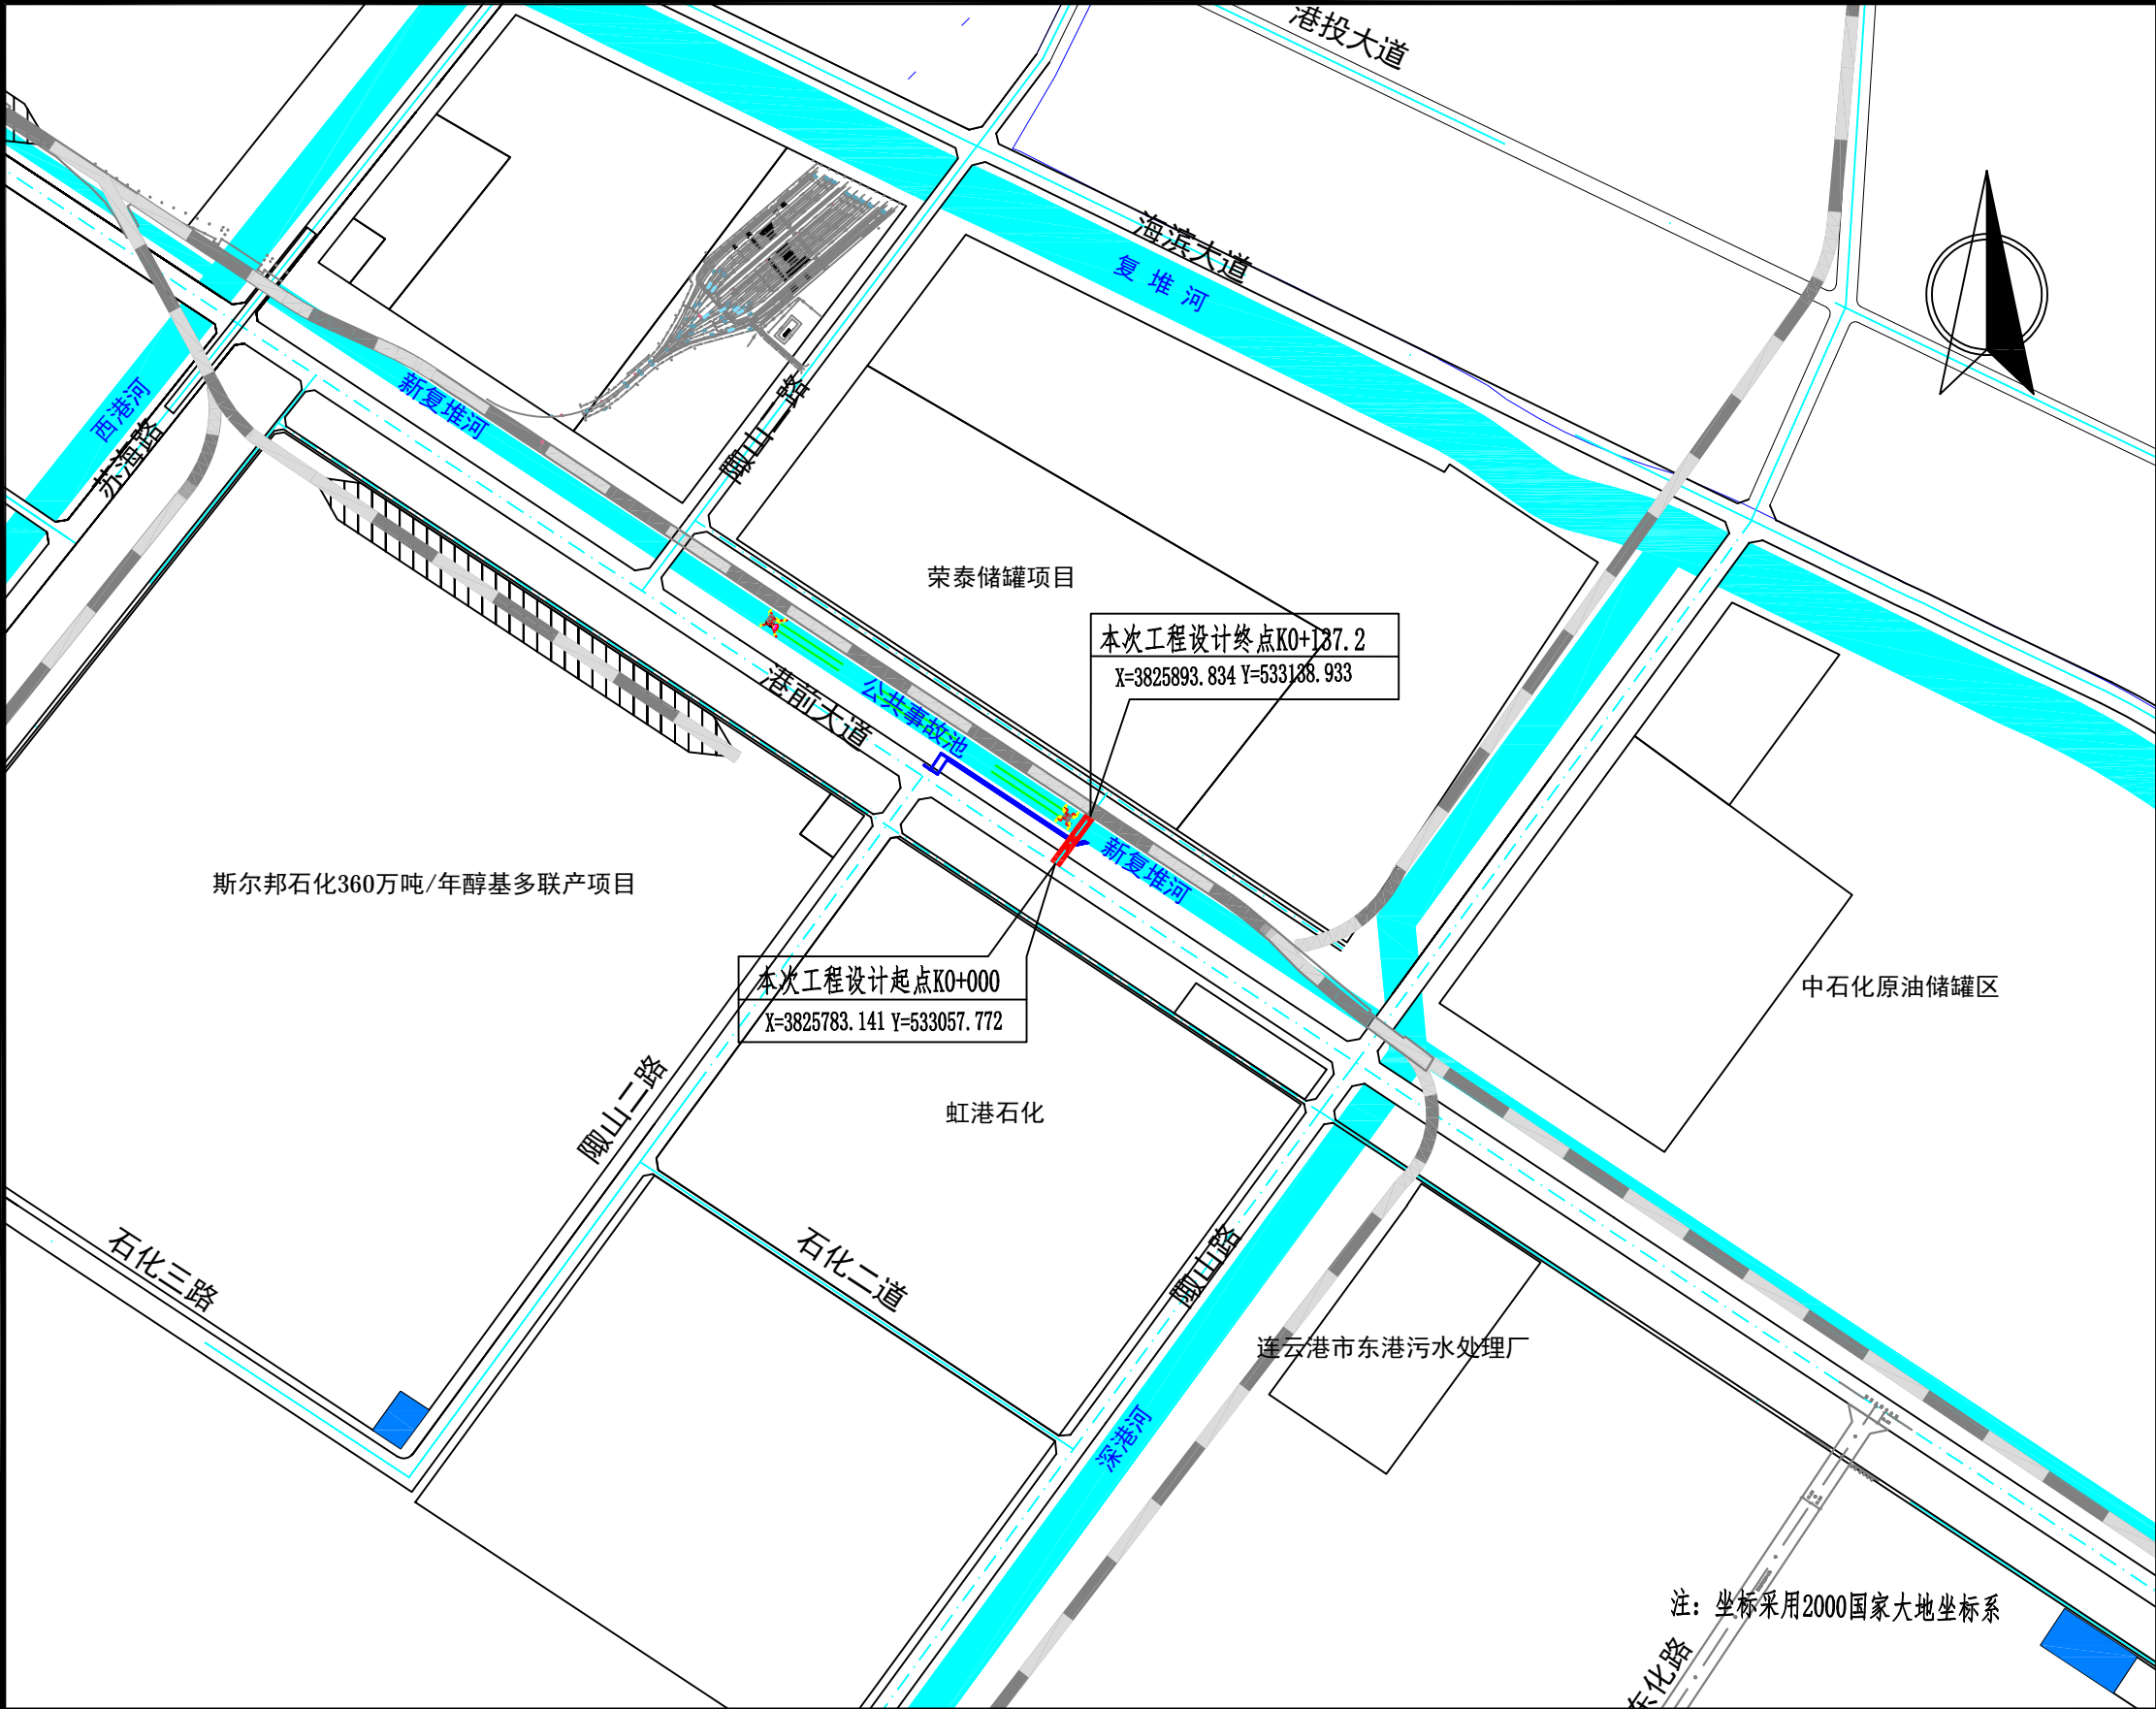 港投大道
海滨大道
复堆河
西港河
苏海路
新复堆河
陬山一路
荣泰储罐项目
本次工程设计终点K0+137.2
X=3825893.834 Y=533138.933
港前大道
公共事故池
新复堆河
斯尔邦石化360万吨/年醇基多联产项目
本次工程设计起点K0+000
X=3825783.141 Y=533057.772
中石化原油储罐区
陬山二路
虹港石化
石化三路
石化二道
陬山路
连云港市东港污水处理厂
深港河
注：坐标采用2000国家大地坐标系
东化路